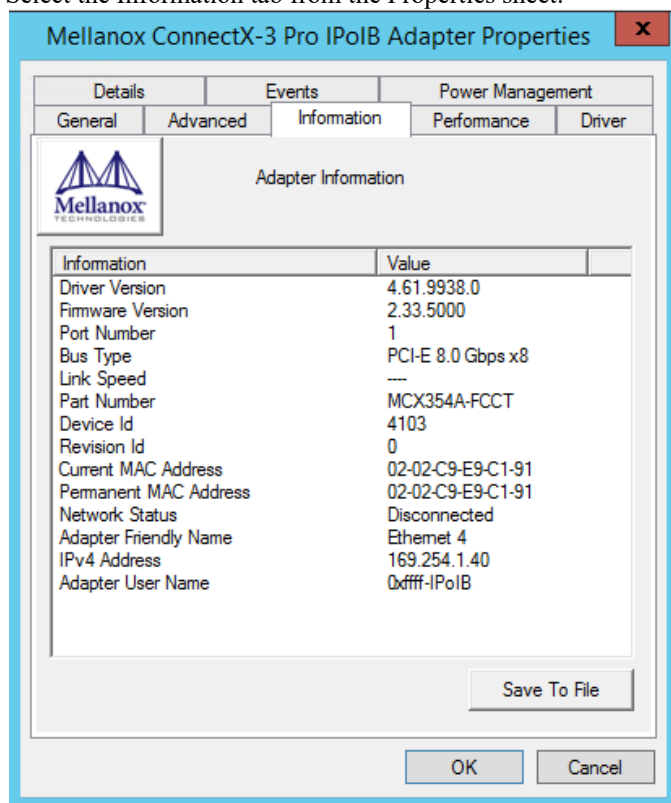 Select the Information tab from the Properties sheet.
Mellanox ConnectX-3 Pro IPoIB Adapter Properties x
Details Events Power Management
General Advanced Information Performance Driver
Mellanox
TECHNOLOGIES
Adapter Information
Information Value
Driver Version 4.61.9938.0
Firmware Version 2.33.5000
Port Number 1
Bus Type PCI-E 8.0 Gbps x8
Link Speed ----
Part Number MCX354A-FCCT
Device Id 4103
Revision Id 0
Current MAC Address 02-02-C9-E9-C1-91
Permanent MAC Address 02-02-C9-E9-C1-91
Network Status Disconnected
Adapter Friendly Name Ethernet 4
IPv4 Address 169.254.1.40
Adapter User Name 0xffff-IPoIB
Save To File
OK Cancel